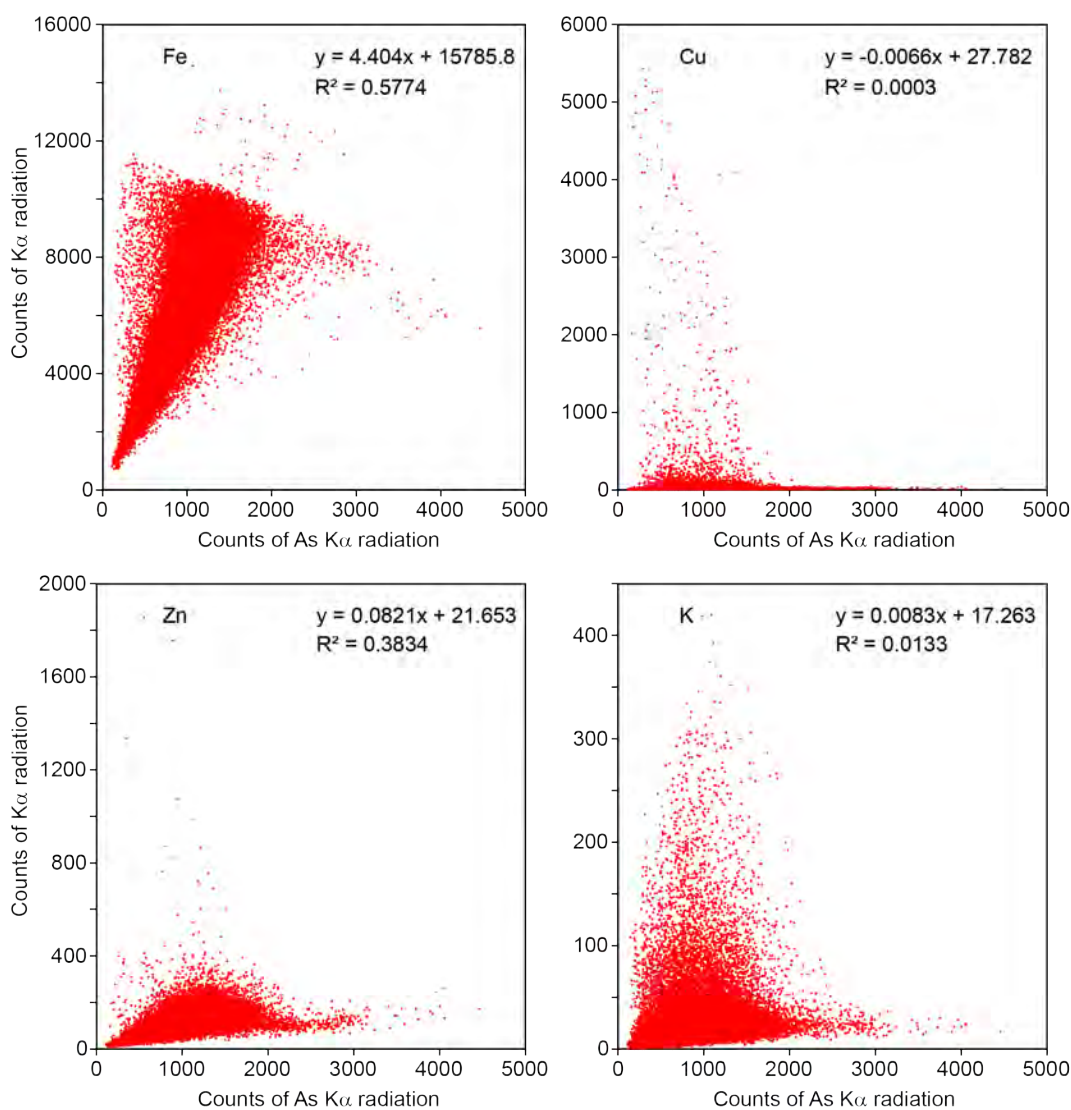 Fe
y = 4.404x + 15785.8
R² = 0.5774
16000
12000
8000
4000
0
0 1000 2000 3000 4000 5000
Counts of Kα radiation
Counts of As Kα radiation
Cu
y = -0.0066x + 27.782
R² = 0.0003
6000
5000
4000
3000
2000
1000
0
0 1000 2000 3000 4000 5000
Counts of As Kα radiation
Zn
y = 0.0821x + 21.653
R² = 0.3834
2000
1600
1200
800
400
0
0 1000 2000 3000 4000 5000
Counts of Kα radiation
Counts of As Kα radiation
K
y = 0.0083x + 17.263
R² = 0.0133
400
300
200
100
0
0 1000 2000 3000 4000 5000
Counts of As Kα radiation